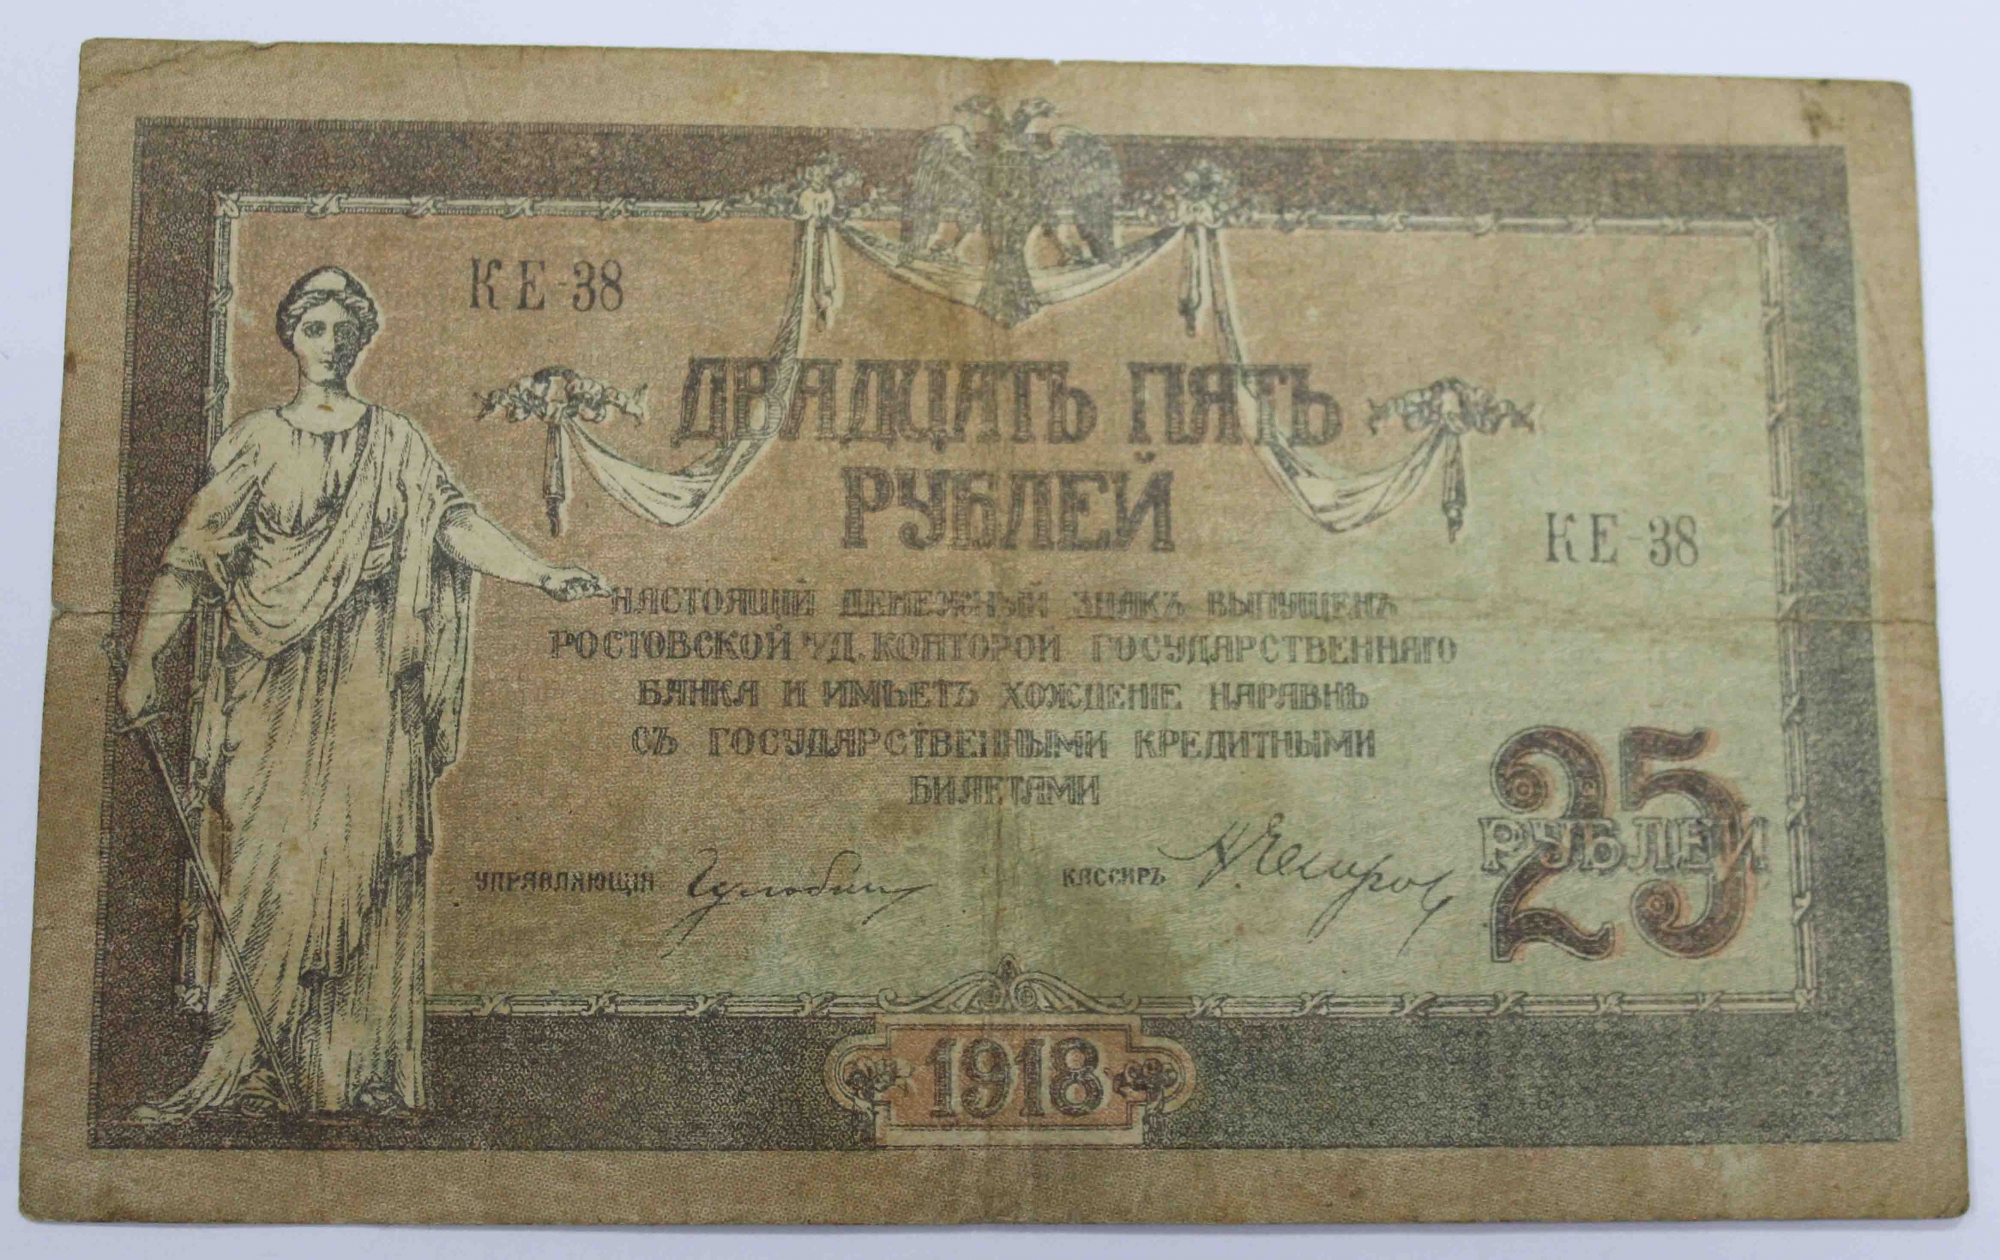 КЕ-38
ДВАДЦАТЬ ПЯТЬ
РУБЛЕЙ
КЕ-38
НАСТОЯЩІЙ ДЕНЕЖНЫЙ ЗНАКЪ ВЫПУЩЕНЪ
РОСТОВСКОЙ Н/Д. КОНТОРОЙ ГОСУДАРСТВЕННАГО
БАНКА И ИМѢЕТЪ ХОЖДЕНІЕ НАРАВНѢ
СЪ ГОСУДАРСТВЕННЫМИ КРЕДИТНЫМИ
БИЛЕТАМИ
25
РУБЛЕЙ
УПРАВЛЯЮЩІЙ
КАССИРЪ
1918